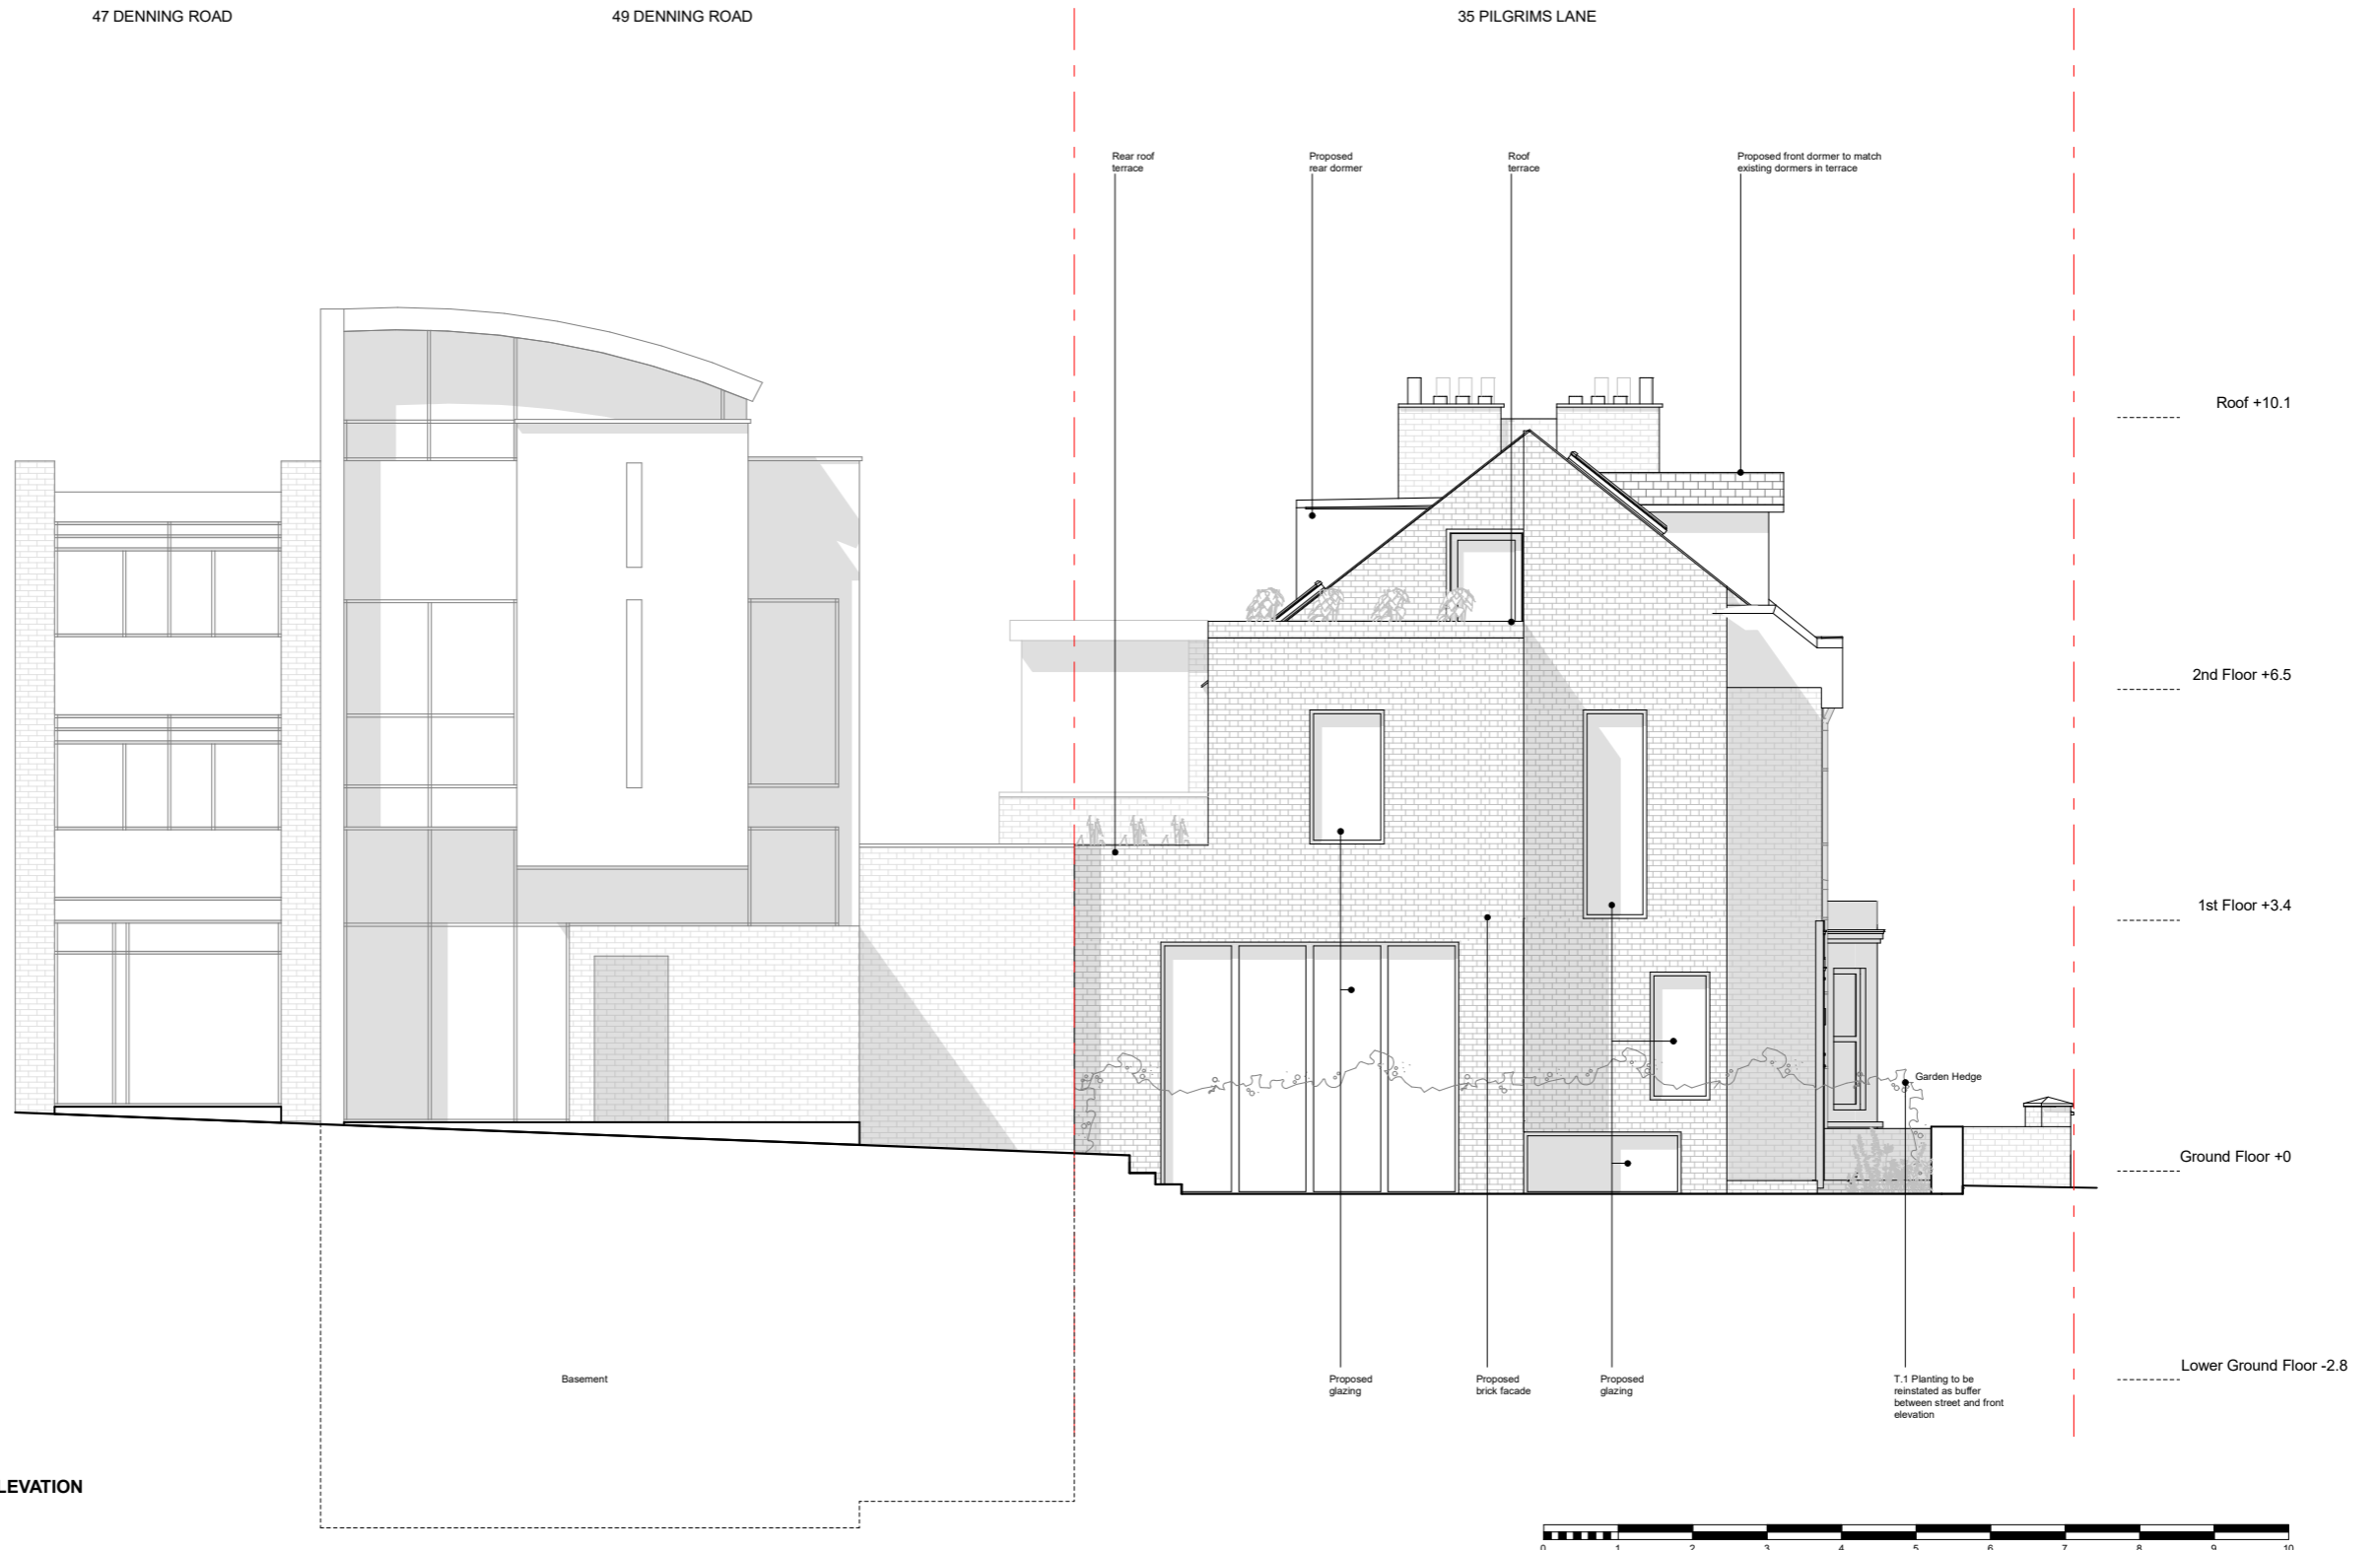 47 DENNING ROAD
49 DENNING ROAD
35 PILGRIMS LANE
Rear roof
terrace
Proposed
rear dormer
Roof
terrace
Proposed front dormer to match
existing dormers in terrace
Roof +10.1
2nd Floor +6.5
1st Floor +3.4
Garden Hedge
Ground Floor +0
Lower Ground Floor -2.8
Basement
Proposed
glazing
Proposed
brick facade
Proposed
glazing
T.1 Planting to be
reinstated as buffer
between street and front
elevation
LEVATION
0 1 2 3 4 5 6 7 8 9 10